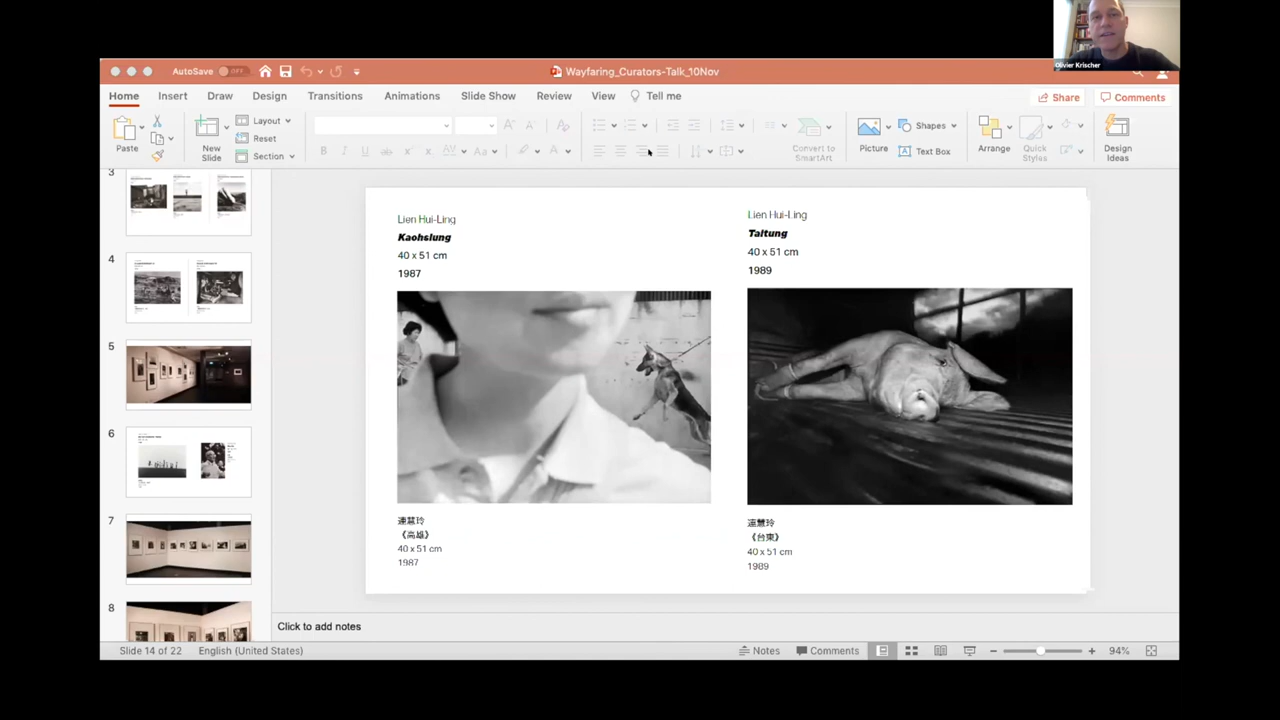 Olivier Krischer
AutoSave OFF
Wayfaring_Curators-Talk_10Nov
Home Insert Draw Design Transitions Animations Slide Show Review View Tell me
Share Comments
Paste
New Slide
Layout
Reset
Section
Convert to SmartArt
Picture
Shapes
Text Box
Arrange
Quick Styles
Design Ideas
3
4
5
6
7
8
Lien Hui-Ling
Kaohsiung
40 x 51 cm
1987
連慧玲
《高雄》
40 x 51 cm
1987
Lien Hui-Ling
Taitung
40 x 51 cm
1989
連慧玲
《台東》
40 x 51 cm
1989
Click to add notes
Slide 14 of 22 English (United States) Notes Comments 94%